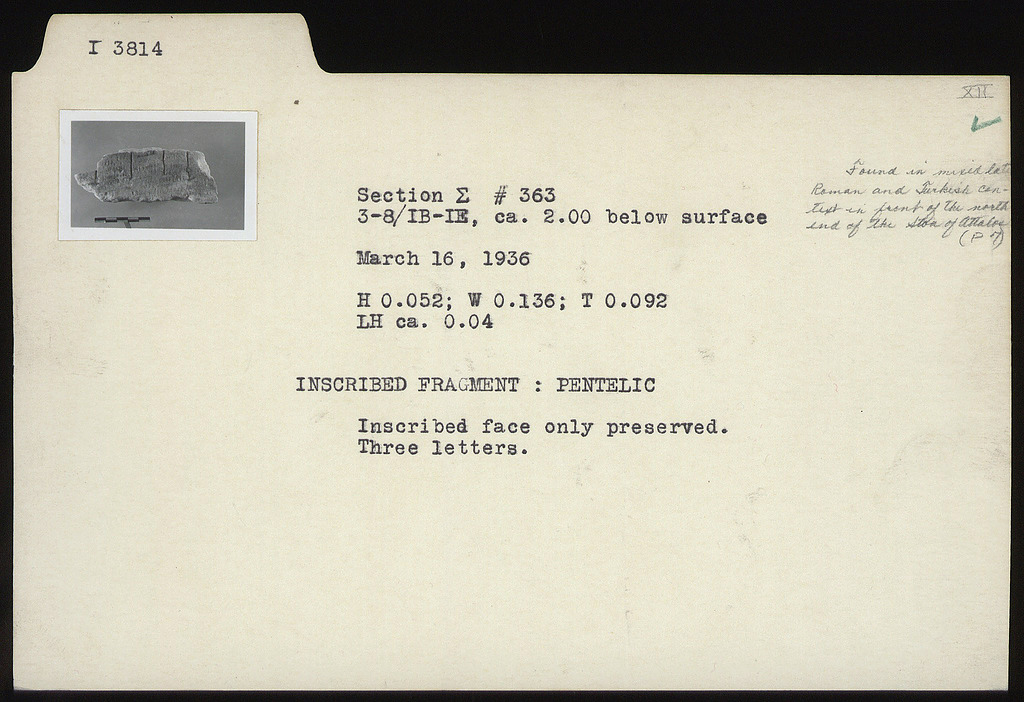 I 3814
XII
Found in mixed late
Roman and Turkish con-
text in front of the north
end of the Stoa of Attalos
(P 7)
Section Σ # 363
3-8/IB-IE, ca. 2.00 below surface
March 16, 1936
H 0.052; W 0.136; T 0.092
LH ca. 0.04
INSCRIBED FRAGMENT : PENTELIC
Inscribed face only preserved.
Three letters.